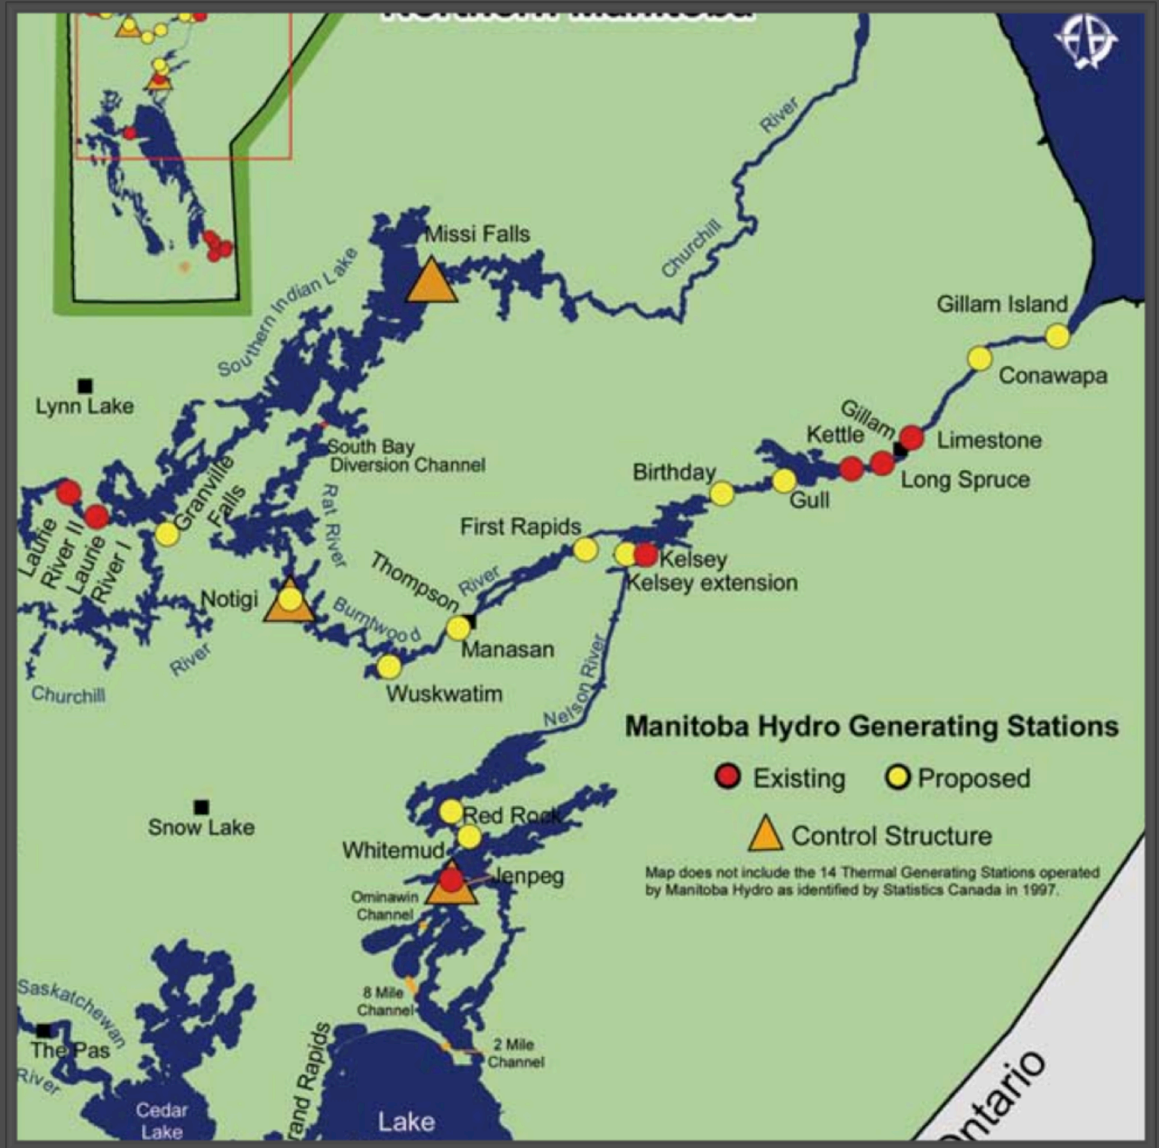 Northern Manitoba
River
Churchill
Missi Falls
Southern Indian Lake
Gillam Island
Conawapa
Lynn Lake
Gillam
Kettle
Limestone
South Bay
Diversion Channel
Granville
Falls
Birthday
Long Spruce
Gull
Laurie
River II
Laurie
River I
Rat River
First Rapids
Thompson
River
Kelsey
Kelsey extension
Notigi
Burntwood
Manasan
River
Churchill
Wuskwatim
Nelson River
Manitoba Hydro Generating Stations
Existing
Proposed
Control Structure
Map does not include the 14 Thermal Generating Stations operated
by Manitoba Hydro as identified by Statistics Canada in 1997.
Snow Lake
Red Rock
Whitemud
Jenpeg
Ominawin
Channel
8 Mile
Channel
2 Mile
Channel
Saskatchewan
The Pas
River
rand Rapids
Cedar
Lake
Lake
ntario